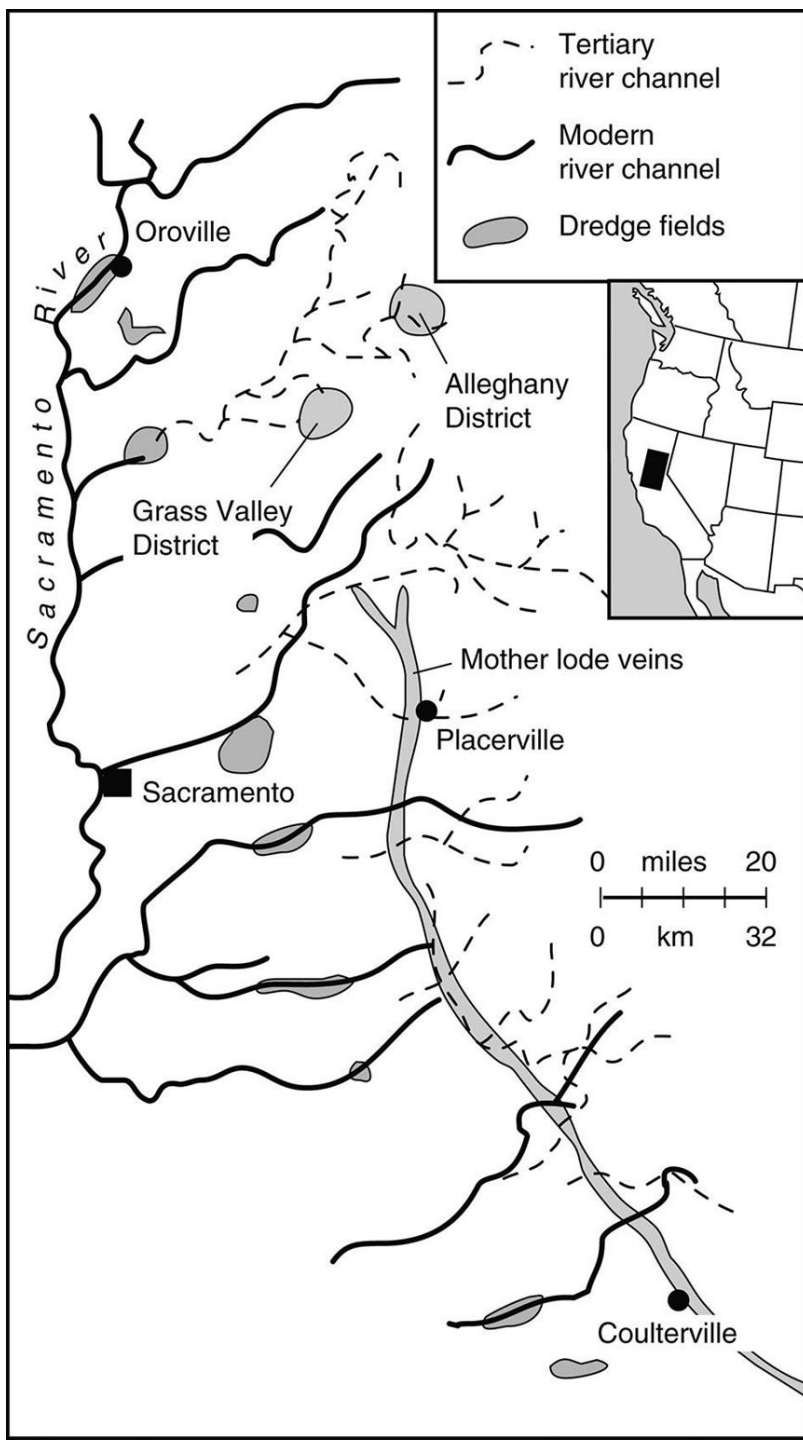 Tertiary
river channel
Modern
river channel
Dredge fields
Oroville
Sacramento River
Alleghany
District
Grass Valley
District
Mother lode veins
Placerville
Sacramento
0 miles 20
0 km 32
Coulterville